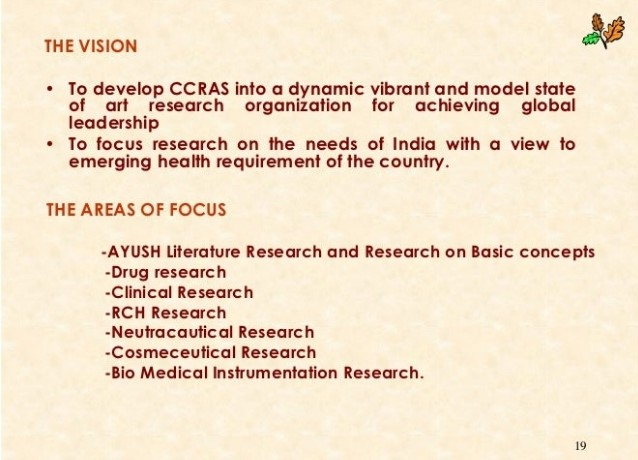 THE VISION
• To develop CCRAS into a dynamic vibrant and model state
of art research organization for achieving global
leadership
• To focus research on the needs of India with a view to
emerging health requirement of the country.
THE AREAS OF FOCUS
-AYUSH Literature Research and Research on Basic concepts
-Drug research
-Clinical Research
-RCH Research
-Neutracautical Research
-Cosmeceutical Research
-Bio Medical Instrumentation Research.
19